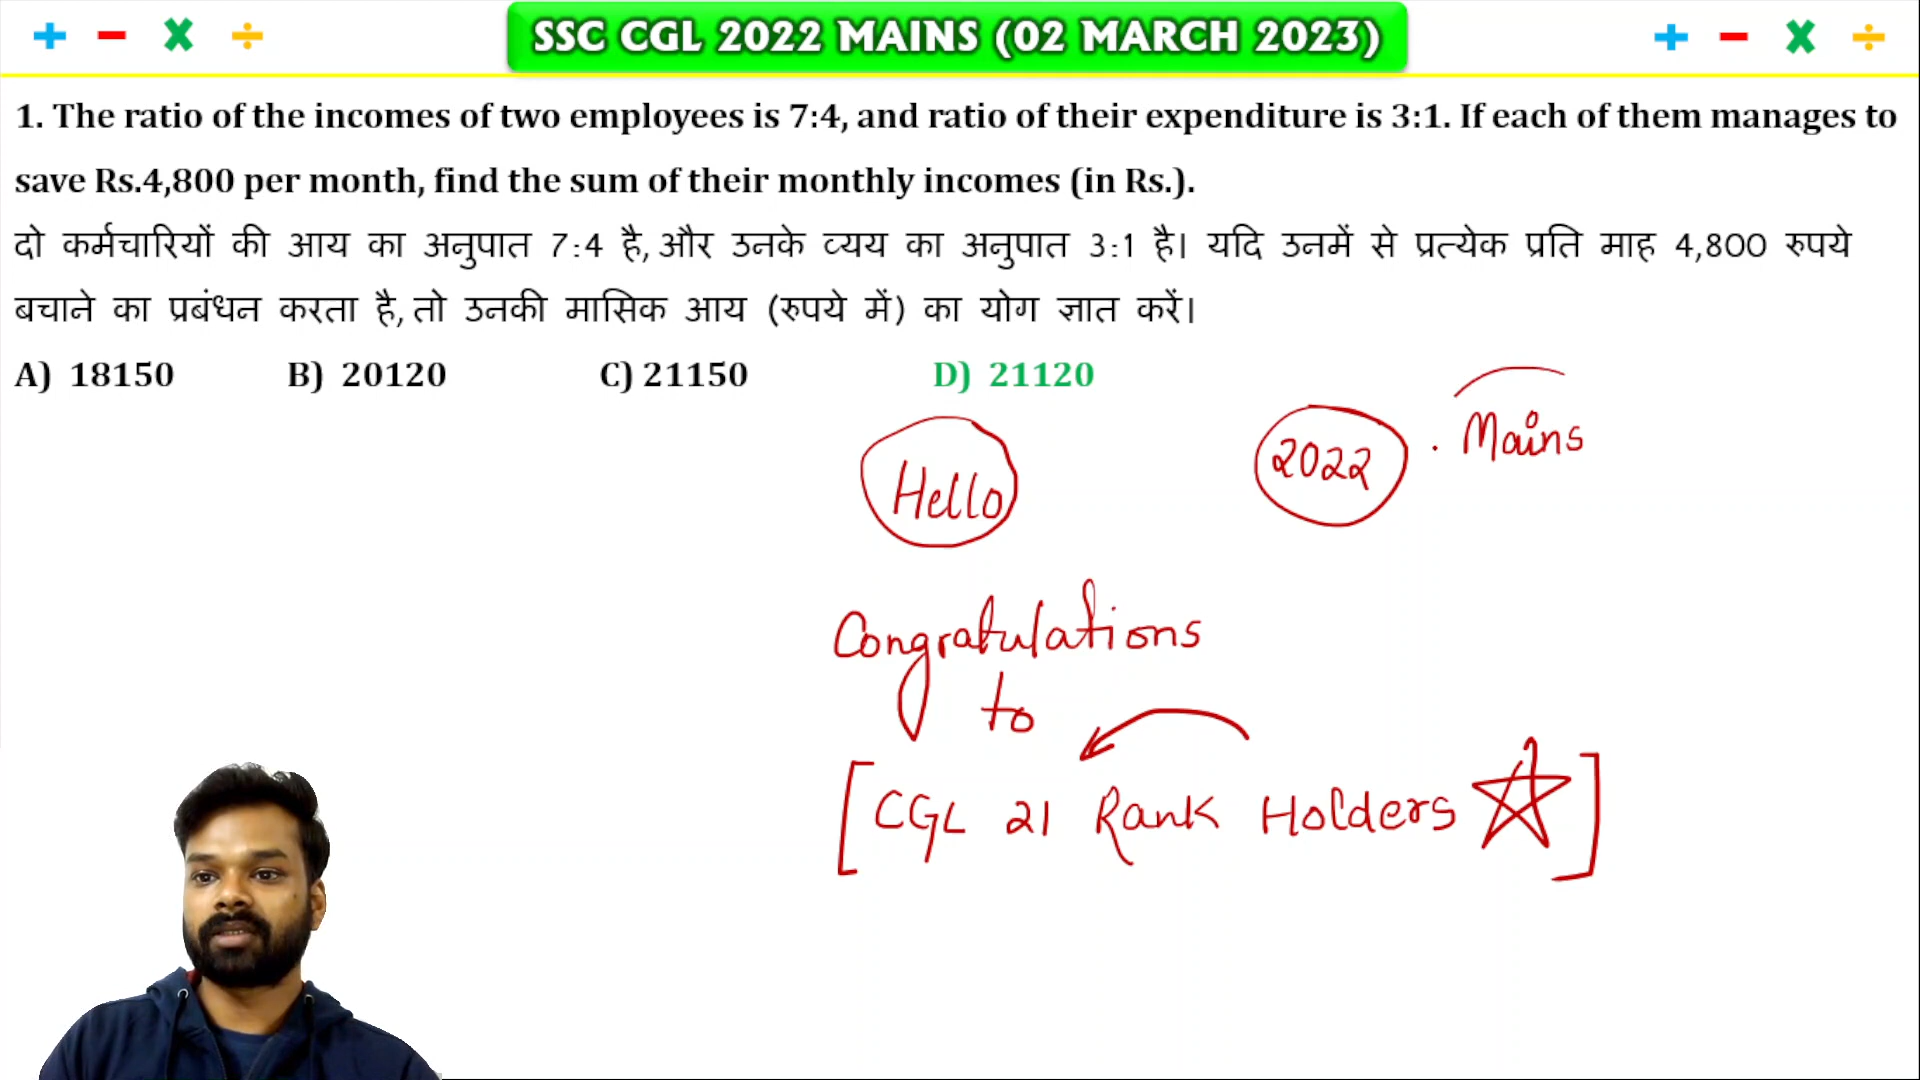 SSC CGL 2022 MAINS (02 MARCH 2023)
1. The ratio of the incomes of two employees is 7:4, and ratio of their expenditure is 3:1. If each of them manages to
save Rs.4,800 per month, find the sum of their monthly incomes (in Rs.).
दो कर्मचारियों की आय का अनुपात 7:4 है, और उनके व्यय का अनुपात 3:1 है। यदि उनमें से प्रत्येक प्रति माह 4,800 रुपये
बचाने का प्रबंधन करता है, तो उनकी मासिक आय (रुपये में) का योग ज्ञात करें।
A) 18150 B) 20120 C) 21150 D) 21120
Hello 2022 . Mains
Congratulations
to
[CGL 21 Rank Holders ☆]